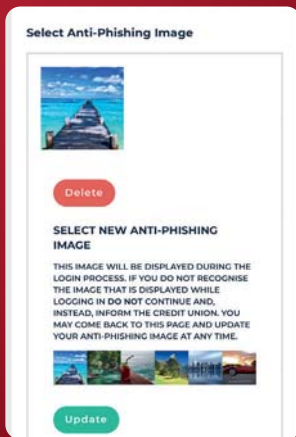 Select Anti-Phishing Image
Delete
SELECT NEW ANTI-PHISHING
IMAGE
THIS IMAGE WILL BE DISPLAYED DURING THE
LOGIN PROCESS. IF YOU DO NOT RECOGNISE
THE IMAGE THAT IS DISPLAYED WHILE
LOGGING IN DO NOT CONTINUE AND,
INSTEAD, INFORM THE CREDIT UNION. YOU
MAY COME BACK TO THIS PAGE AND UPDATE
YOUR ANTI-PHISHING IMAGE AT ANY TIME.
Update